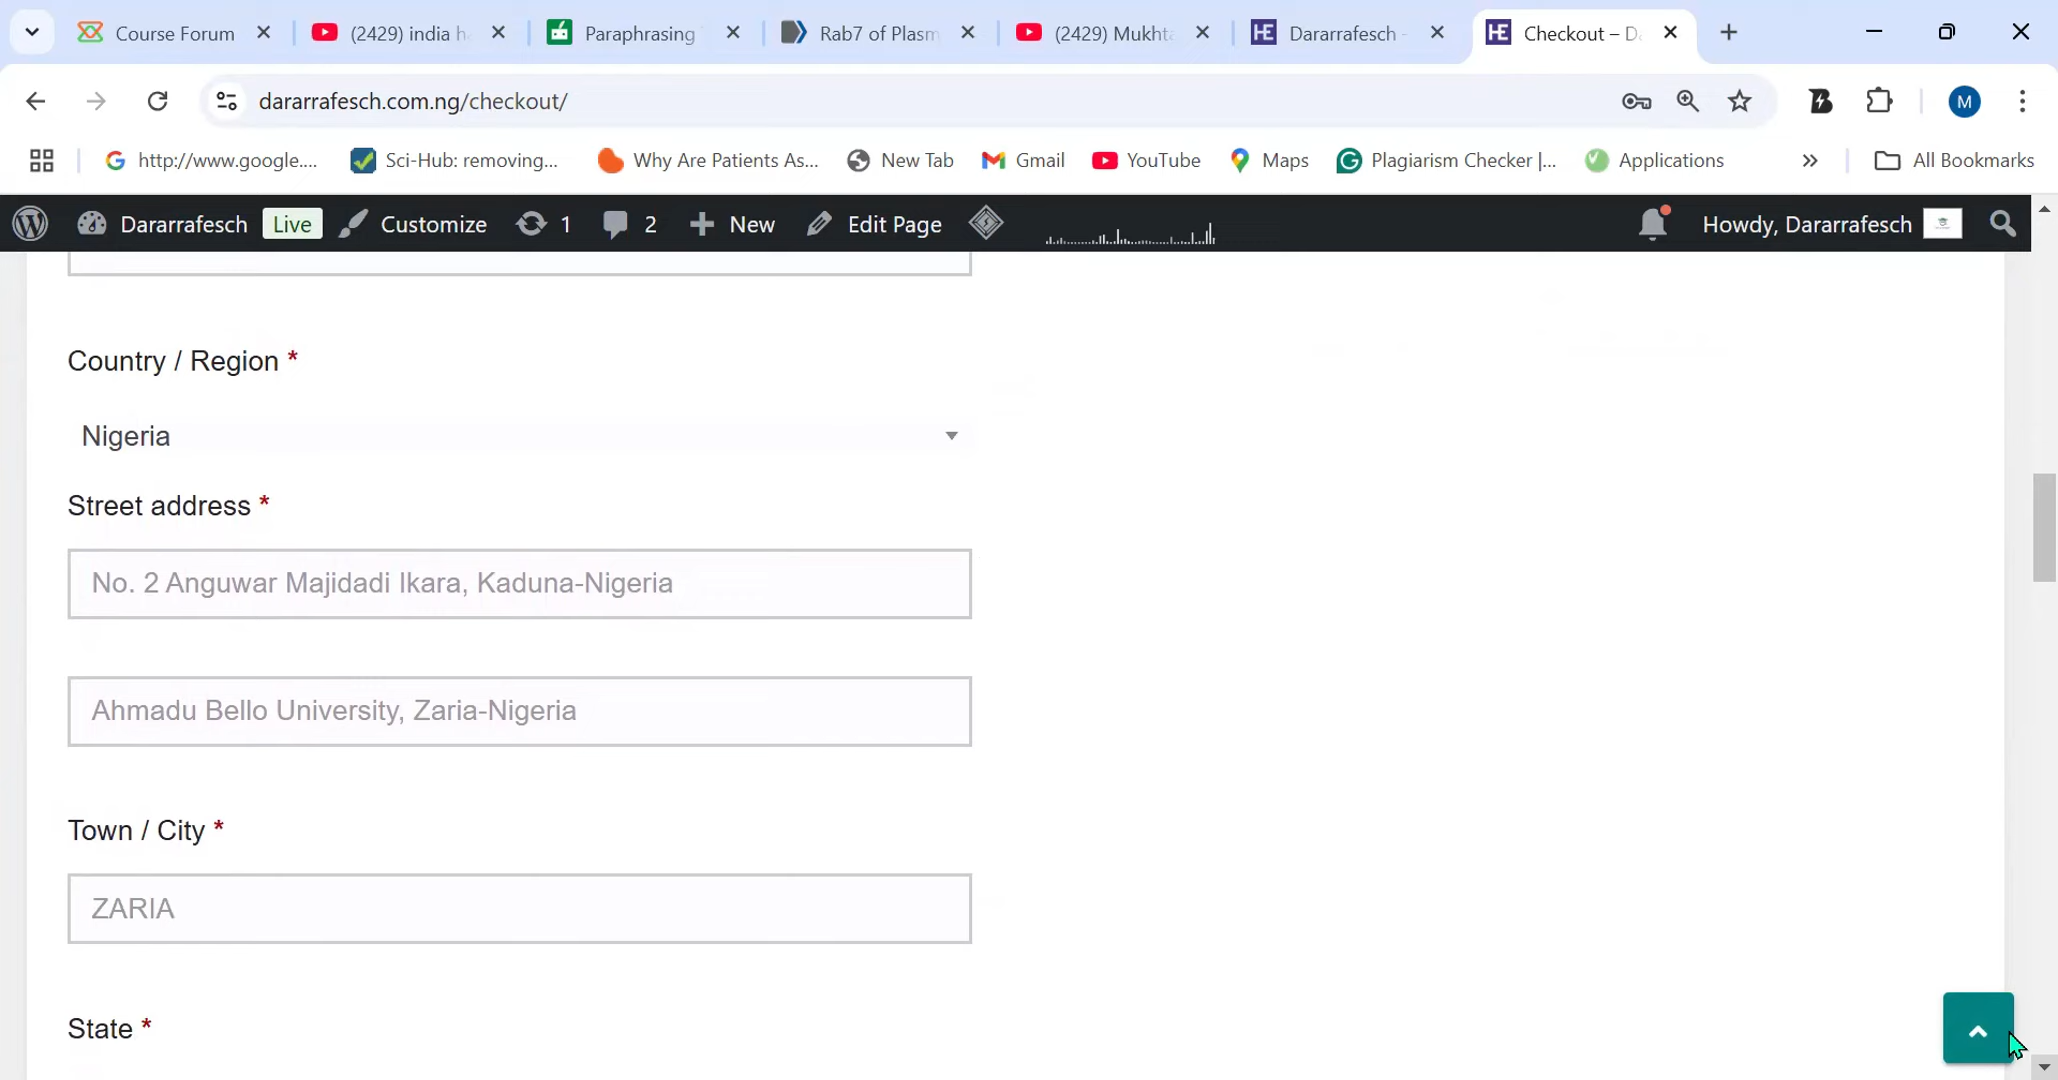 Course Forum
(2429) india h
Paraphrasing
Rab7 of Plasm
(2429) Mukhta
Dararrafesch -
Checkout – D
dararrafesch.com.ng/checkout/
M
http://www.google....
Sci-Hub: removing...
Why Are Patients As...
New Tab
Gmail
YouTube
Maps
Plagiarism Checker |...
Applications
»
All Bookmarks
Dararrafesch Live
Customize
1
2
New
Edit Page
Howdy, Dararrafesch
Country / Region *
Nigeria
Street address *
No. 2 Anguwar Majidadi Ikara, Kaduna-Nigeria
Ahmadu Bello University, Zaria-Nigeria
Town / City *
ZARIA
State *